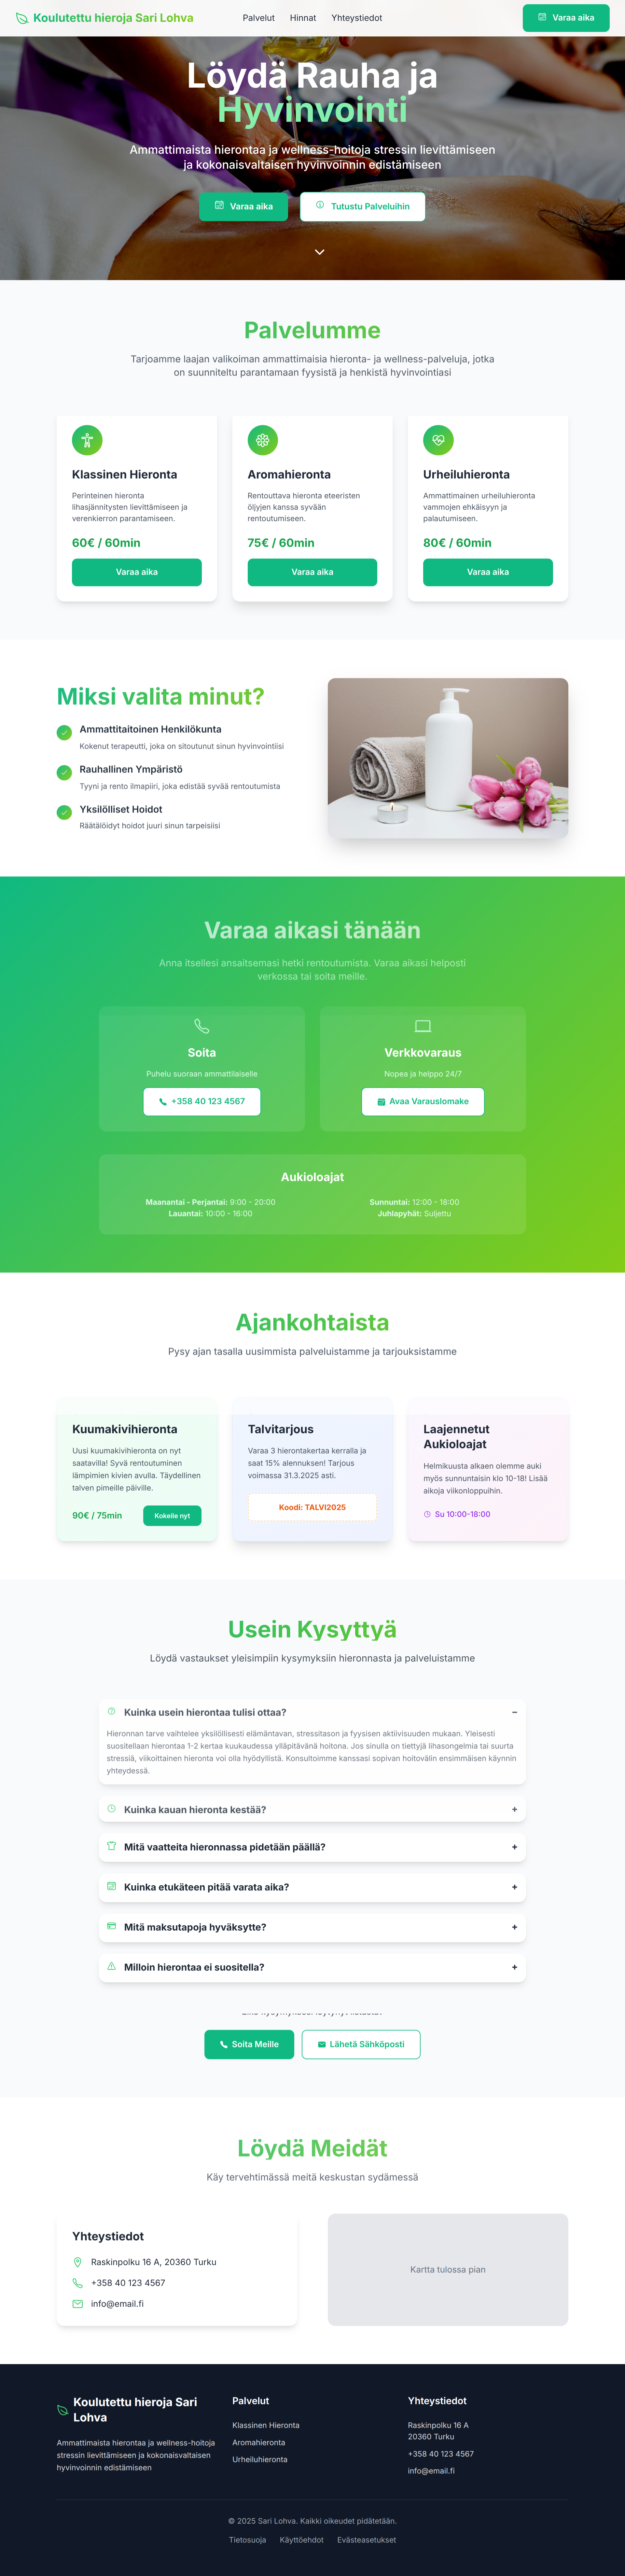 Koulutettu hieroja Sari Lohva
Palvelut
Hinnat
Yhteystiedot
Varaa aika
Löydä Rauha ja
Hyvinvointi
Ammattimaista hierontaa ja wellness-hoitoja stressin lievittämiseen
ja kokonaisvaltaisen hyvinvoinnin edistämiseen
Varaa aika
Tutustu Palveluihin
Palvelumme
Tarjoamme laajan valikoiman ammattimaisia hieronta- ja wellness-palveluja, jotka
on suunniteltu parantamaan fyysistä ja henkistä hyvinvointiasi
Klassinen Hieronta
Perinteinen hieronta
lihasjännitysten lievittämiseen ja
verenkierron parantamiseen.
60€ / 60min
Varaa aika
Aromahieronta
Rentouttava hieronta eteeristen
öljyjen kanssa syvään
rentoutumiseen.
75€ / 60min
Varaa aika
Urheiluhieronta
Ammattimainen urheiluhieronta
vammojen ehkäisyyn ja
palautumiseen.
80€ / 60min
Varaa aika
Miksi valita minut?
Ammattitaitoinen Henkilökunta
Kokenut terapeutti, joka on sitoutunut sinun hyvinvointiisi
Rauhallinen Ympäristö
Tyyni ja rento ilmapiiri, joka edistää syvää rentoutumista
Yksilölliset Hoidot
Räätälöidyt hoidot juuri sinun tarpeisiisi
Varaa aikasi tänään
Anna itsellesi ansaitsemasi hetki rentoutumista. Varaa aikasi helposti
verkossa tai soita meille.
Soita
Puhelu suoraan ammattilaiselle
+358 40 123 4567
Verkkovaraus
Nopea ja helppo 24/7
Avaa Varauslomake
Aukioloajat
Maanantai - Perjantai: 9:00 - 20:00
Lauantai: 10:00 - 16:00
Sunnuntai: 12:00 - 18:00
Juhlapyhät: Suljettu
Ajankohtaista
Pysy ajan tasalla uusimmista palveluistamme ja tarjouksistamme
Kuumakivihieronta
Uusi kuumakivihieronta on nyt
saatavilla! Syvä rentoutuminen
lämpimien kivien avulla. Täydellinen
talven pimeille päiville.
90€ / 75min
Kokeile nyt
Talvitarjous
Varaa 3 hierontakertaa kerralla ja
saat 15% alennuksen! Tarjous
voimassa 31.3.2025 asti.
Koodi: TALVI2025
Laajennetut
Aukioloajat
Helmikuusta alkaen olemme auki
myös sunnuntaisin klo 10-18! Lisää
aikoja viikonloppuihin.
Su 10:00-18:00
Usein Kysyttyä
Löydä vastaukset yleisimpiin kysymyksiin hieronnasta ja palveluistamme
Kuinka usein hierontaa tulisi ottaa?
−
Hieronnan tarve vaihtelee yksilöllisesti elämäntavan, stressitason ja fyysisen aktiivisuuden mukaan. Yleisesti
suositellaan hierontaa 1-2 kertaa kuukaudessa ylläpitävänä hoitona. Jos sinulla on tiettyjä lihasongelmia tai suurta
stressiä, viikoittainen hieronta voi olla hyödyllistä. Konsultoimme kanssasi sopivan hoitovälin ensimmäisen käynnin
yhteydessä.
Kuinka kauan hieronta kestää?
+
Mitä vaatteita hieronnassa pidetään päällä?
+
Kuinka etukäteen pitää varata aika?
+
Mitä maksutapoja hyväksytte?
+
Milloin hierontaa ei suositella?
+
Soita Meille
Lähetä Sähköposti
Löydä Meidät
Käy tervehtimässä meitä keskustan sydämessä
Yhteystiedot
Raskinpolku 16 A, 20360 Turku
+358 40 123 4567
info@email.fi
Kartta tulossa pian
Koulutettu hieroja Sari
Lohva
Ammattimaista hierontaa ja wellness-hoitoja
stressin lievittämiseen ja kokonaisvaltaisen
hyvinvoinnin edistämiseen
Palvelut
Klassinen Hieronta
Aromahieronta
Urheiluhieronta
Yhteystiedot
Raskinpolku 16 A
20360 Turku
+358 40 123 4567
info@email.fi
© 2025 Sari Lohva. Kaikki oikeudet pidätetään.
Tietosuoja
Käyttöehdot
Evästeasetukset